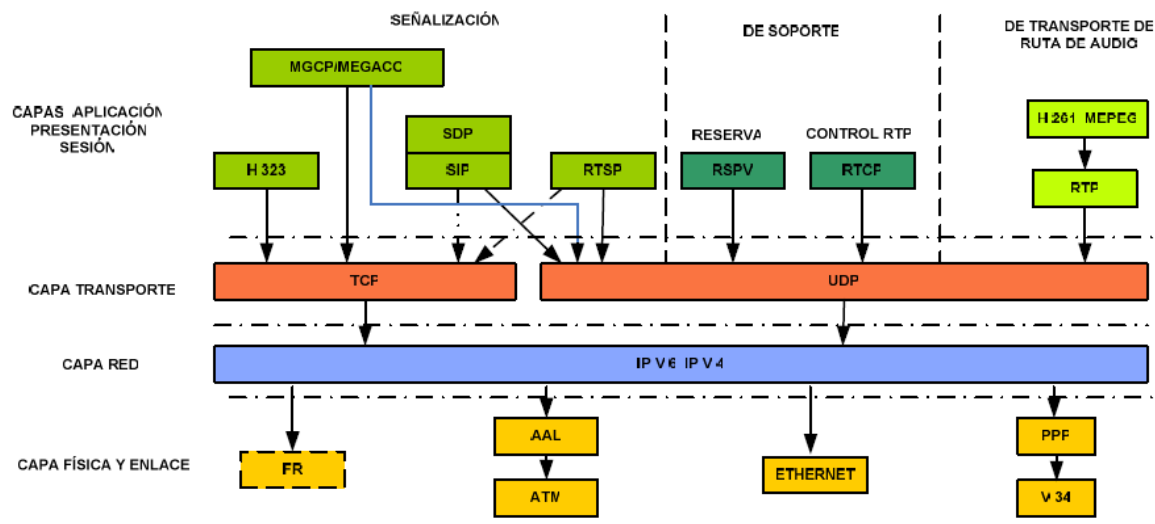 SEÑALIZACIÓN
DE SOPORTE
DE TRANSPORTE DE
RUTA DE AUDIO
MGCP/MEGACC
CAPAS APLICACIÓN
PRESENTACIÓN
SESIÓN
SDP
SIP
H 323
RTSP
RESERVA
RSPV
CONTROL RTP
RTCP
H 261 MEPEG
RTP
CAPA TRANSPORTE
TCP
UDP
CAPA RED
IP V 6 IP V 4
CAPA FÍSICA Y ENLACE
FR
AAL
ATM
ETHERNET
PPP
V 34